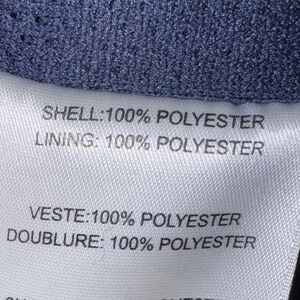 SHELL:100% POLYESTER
LINING: 100% POLYESTER
VESTE:100% POLYESTER
DOUBLURE: 100% POLYESTER